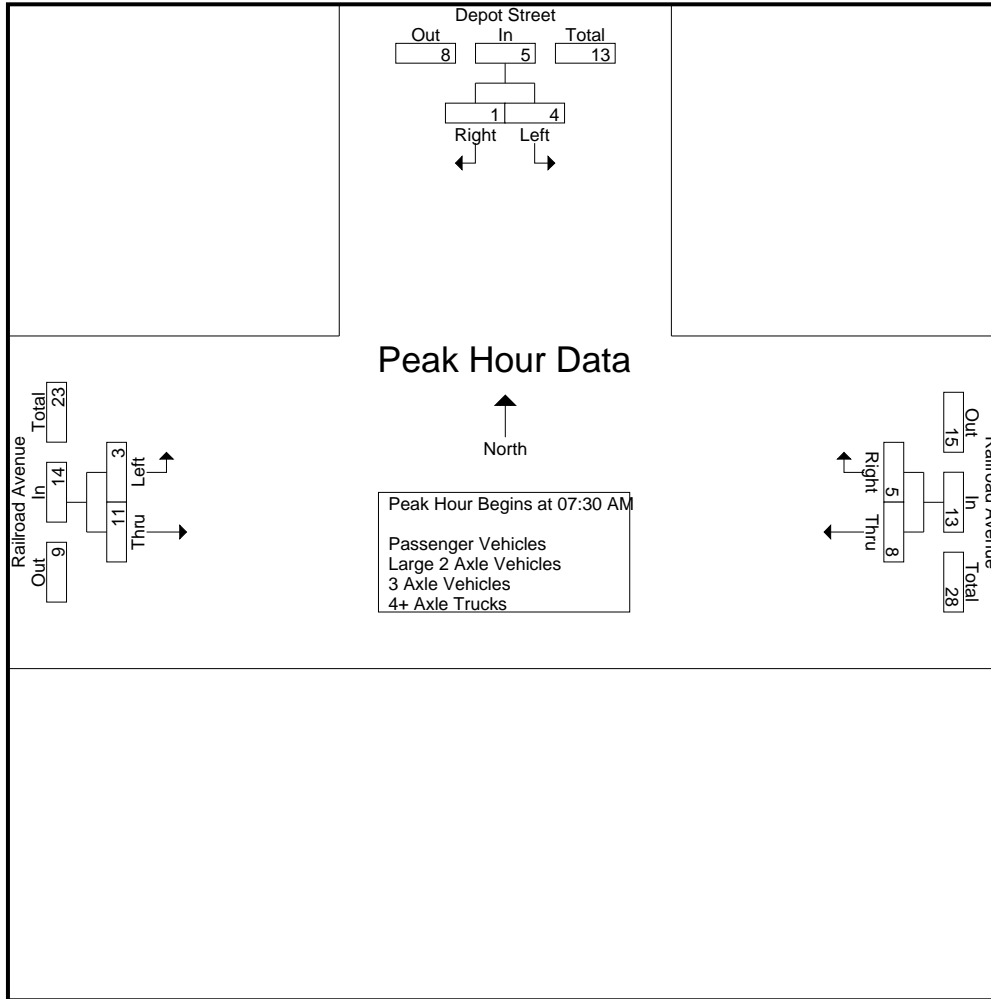 Depot Street
Out In Total
8 5 13
1 4
Right Left
Peak Hour Data
North
Peak Hour Begins at 07:30 AM
Passenger Vehicles
Large 2 Axle Vehicles
3 Axle Vehicles
4+ Axle Trucks
Railroad Avenue
Out In Total
9 14 23
11 3
Thru Left
Railroad Avenue
Out In Total
15 13 28
5 8
Right Thru